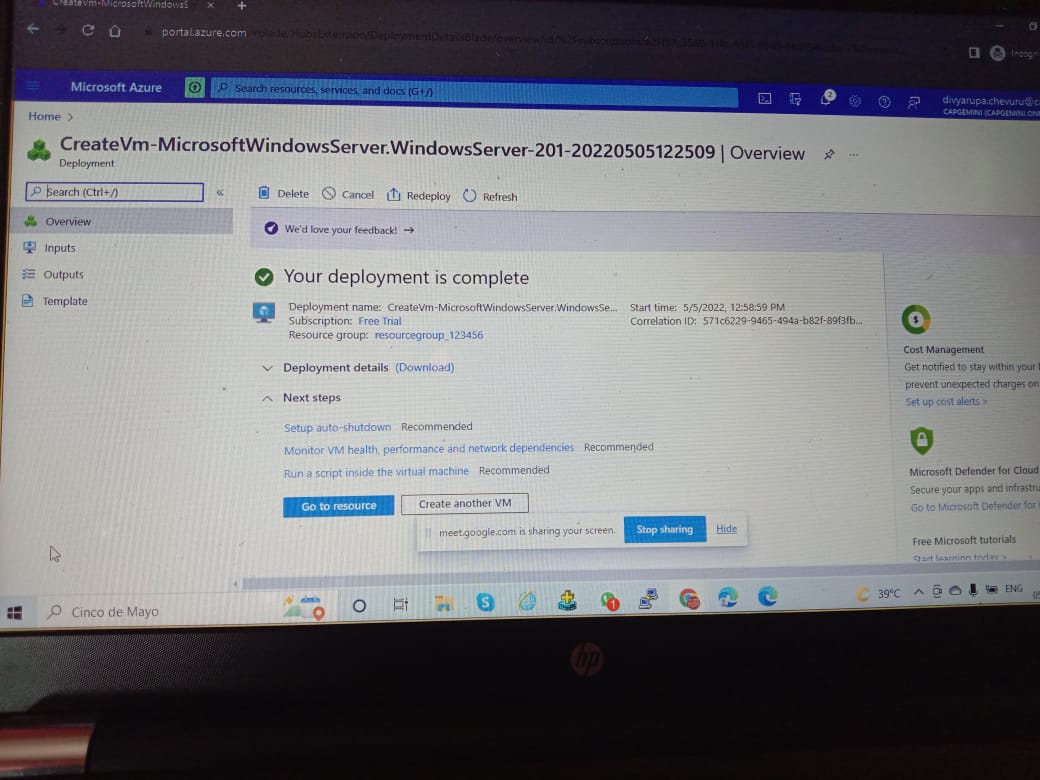 CreateVm-MicrosoftWindowsS
portal.azure.com
Incogn
Microsoft Azure
Search resources, services, and docs (G+/)
2
divyarupa.chevuru@c
CAPGEMINI (CAPGEMINI.ON
Home >
CreateVm-MicrosoftWindowsServer.WindowsServer-201-20220505122509 | Overview
Deployment
Search (Ctrl+/)
«
Delete Cancel Redeploy Refresh
Overview
Inputs
Outputs
Template
We'd love your feedback! →
Your deployment is complete
Deployment name: CreateVm-MicrosoftWindowsServer.WindowsSe... Start time: 5/5/2022, 12:58:59 PM
Subscription: Free Trial Correlation ID: 571c6229-9465-494a-b82f-89f3fb...
Resource group: resourcegroup_123456
Deployment details (Download)
Next steps
Setup auto-shutdown Recommended
Monitor VM health, performance and network dependencies Recommended
Run a script inside the virtual machine Recommended
Go to resource Create another VM
meet.google.com is sharing your screen. Stop sharing Hide
Cost Management
Get notified to stay within your
prevent unexpected charges on
Set up cost alerts >
Microsoft Defender for Cloud
Secure your apps and infrastru
Go to Microsoft Defender for
Free Microsoft tutorials
Start learning today >
Cinco de Mayo
1
39°C
ENG
hp